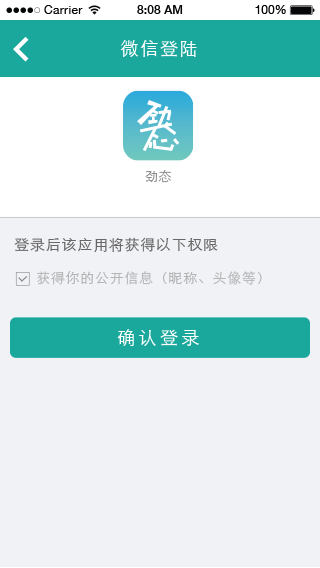 Carrier 8:08 AM 100%
微信登陆
劲态
劲态
登录后该应用将获得以下权限
获得你的公开信息（昵称、头像等）
确认登录